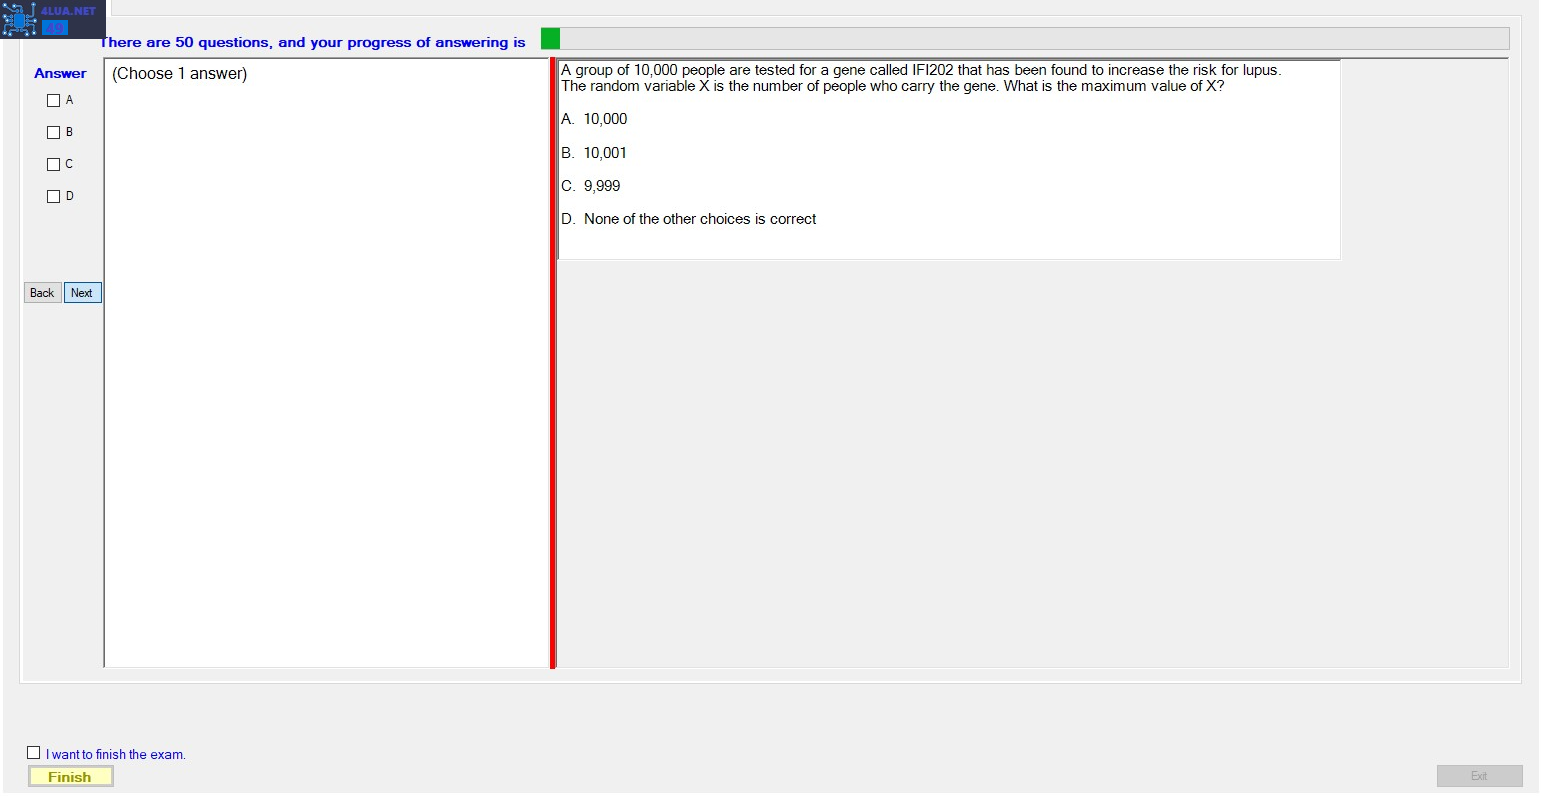 4LUA.NET
49
There are 50 questions, and your progress of answering is
Answer
A
B
C
D
Back
Next
(Choose 1 answer)
A group of 10,000 people are tested for a gene called IFI202 that has been found to increase the risk for lupus.
The random variable X is the number of people who carry the gene. What is the maximum value of X?
A. 10,000
B. 10,001
C. 9,999
D. None of the other choices is correct
I want to finish the exam.
Finish
Exit